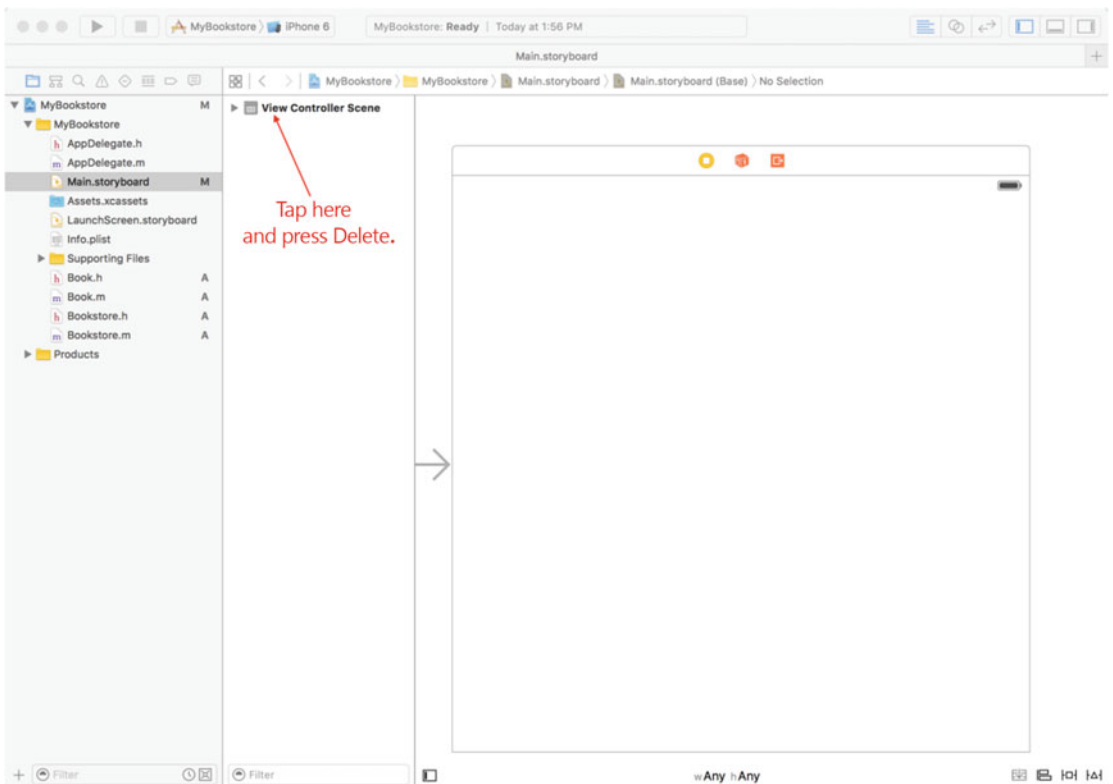 MyBookstore iPhone 6
MyBookstore: Ready | Today at 1:56 PM
Main.storyboard
MyBookstore MyBookstore Main.storyboard Main.storyboard (Base) No Selection
MyBookstore M
MyBookstore
h AppDelegate.h
m AppDelegate.m
Main.storyboard M
Assets.xcassets
LaunchScreen.storyboard
Info.plist
Supporting Files
h Book.h A
m Book.m A
h Bookstore.h A
m Bookstore.m A
Products
View Controller Scene
Tap here
and press Delete.
Filter
Filter
wAny hAny